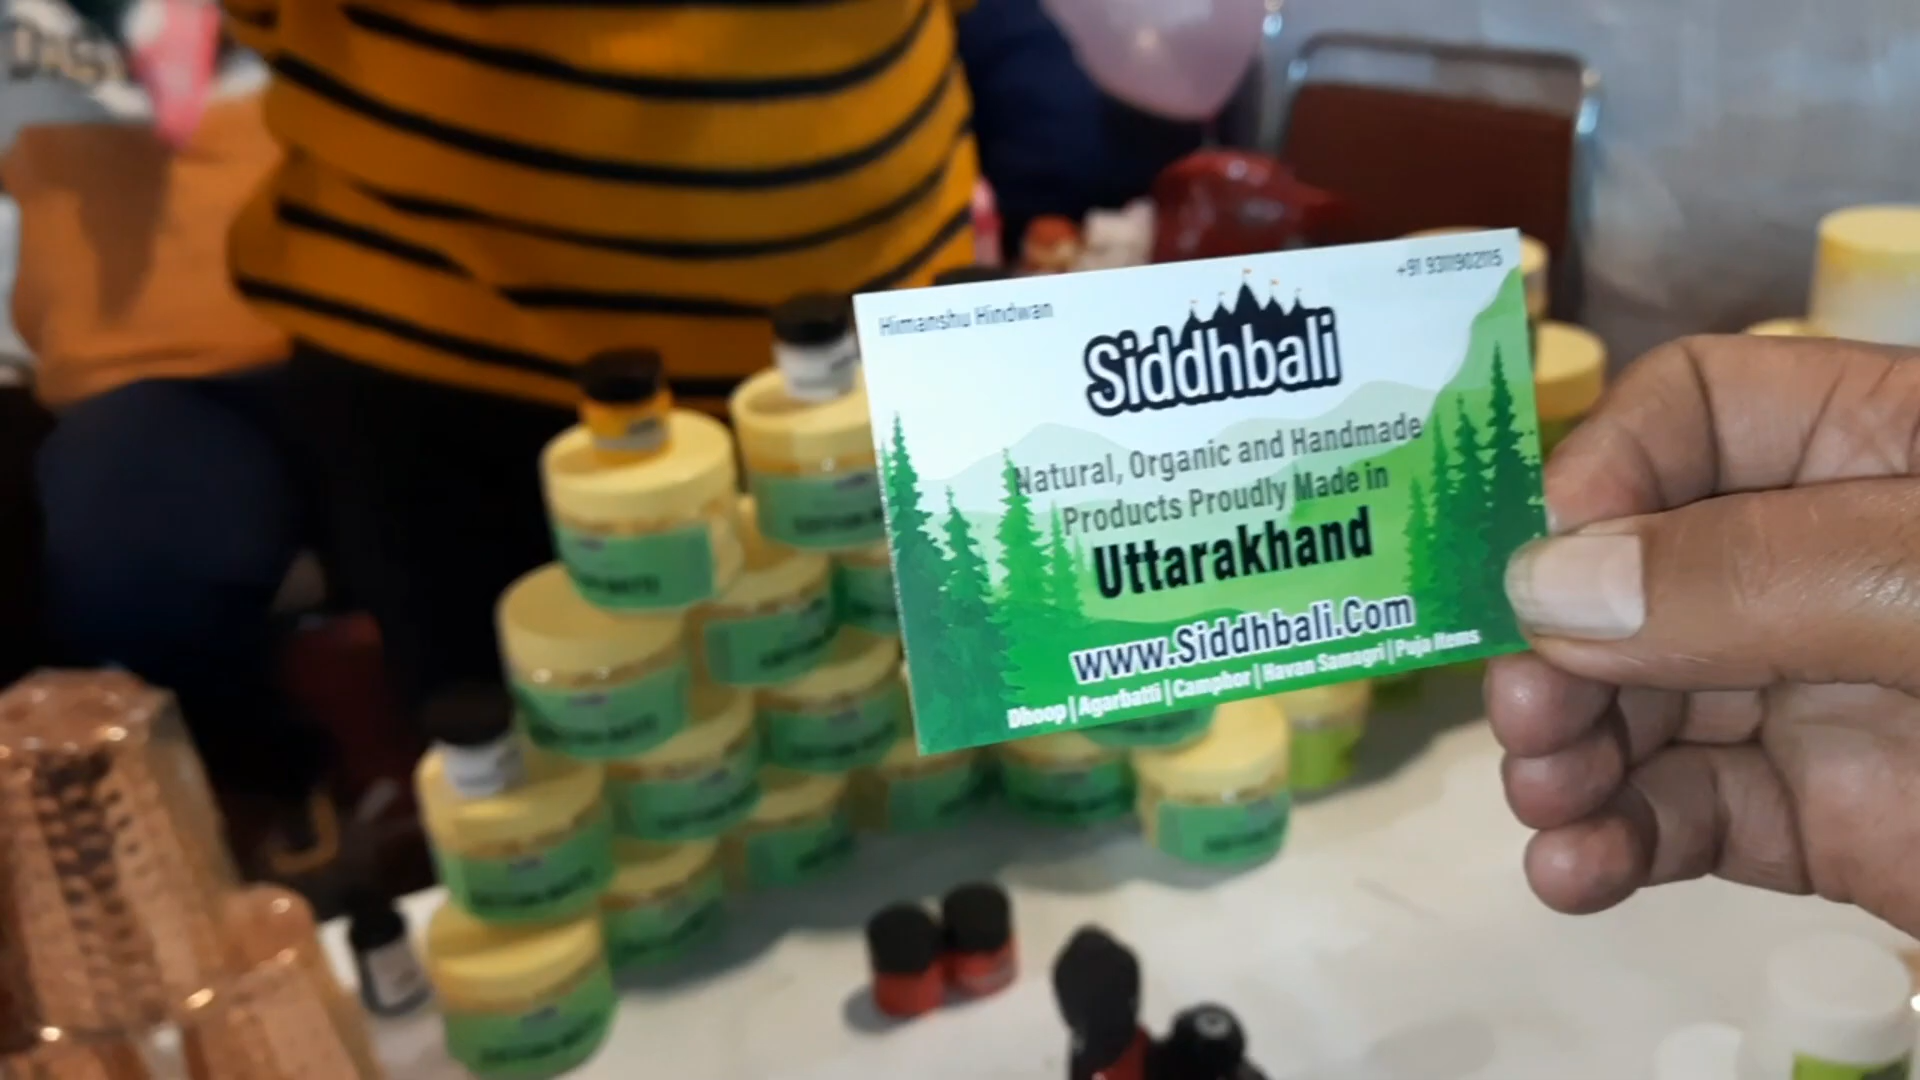 Himanshu Hindwan
+91 9311902115
Siddhbali
Natural, Organic and Handmade
Products Proudly Made in
Uttarakhand
www.Siddhbali.Com
Dhoop | Agarbatti | Camphor | Havan Samagri | Puja Items